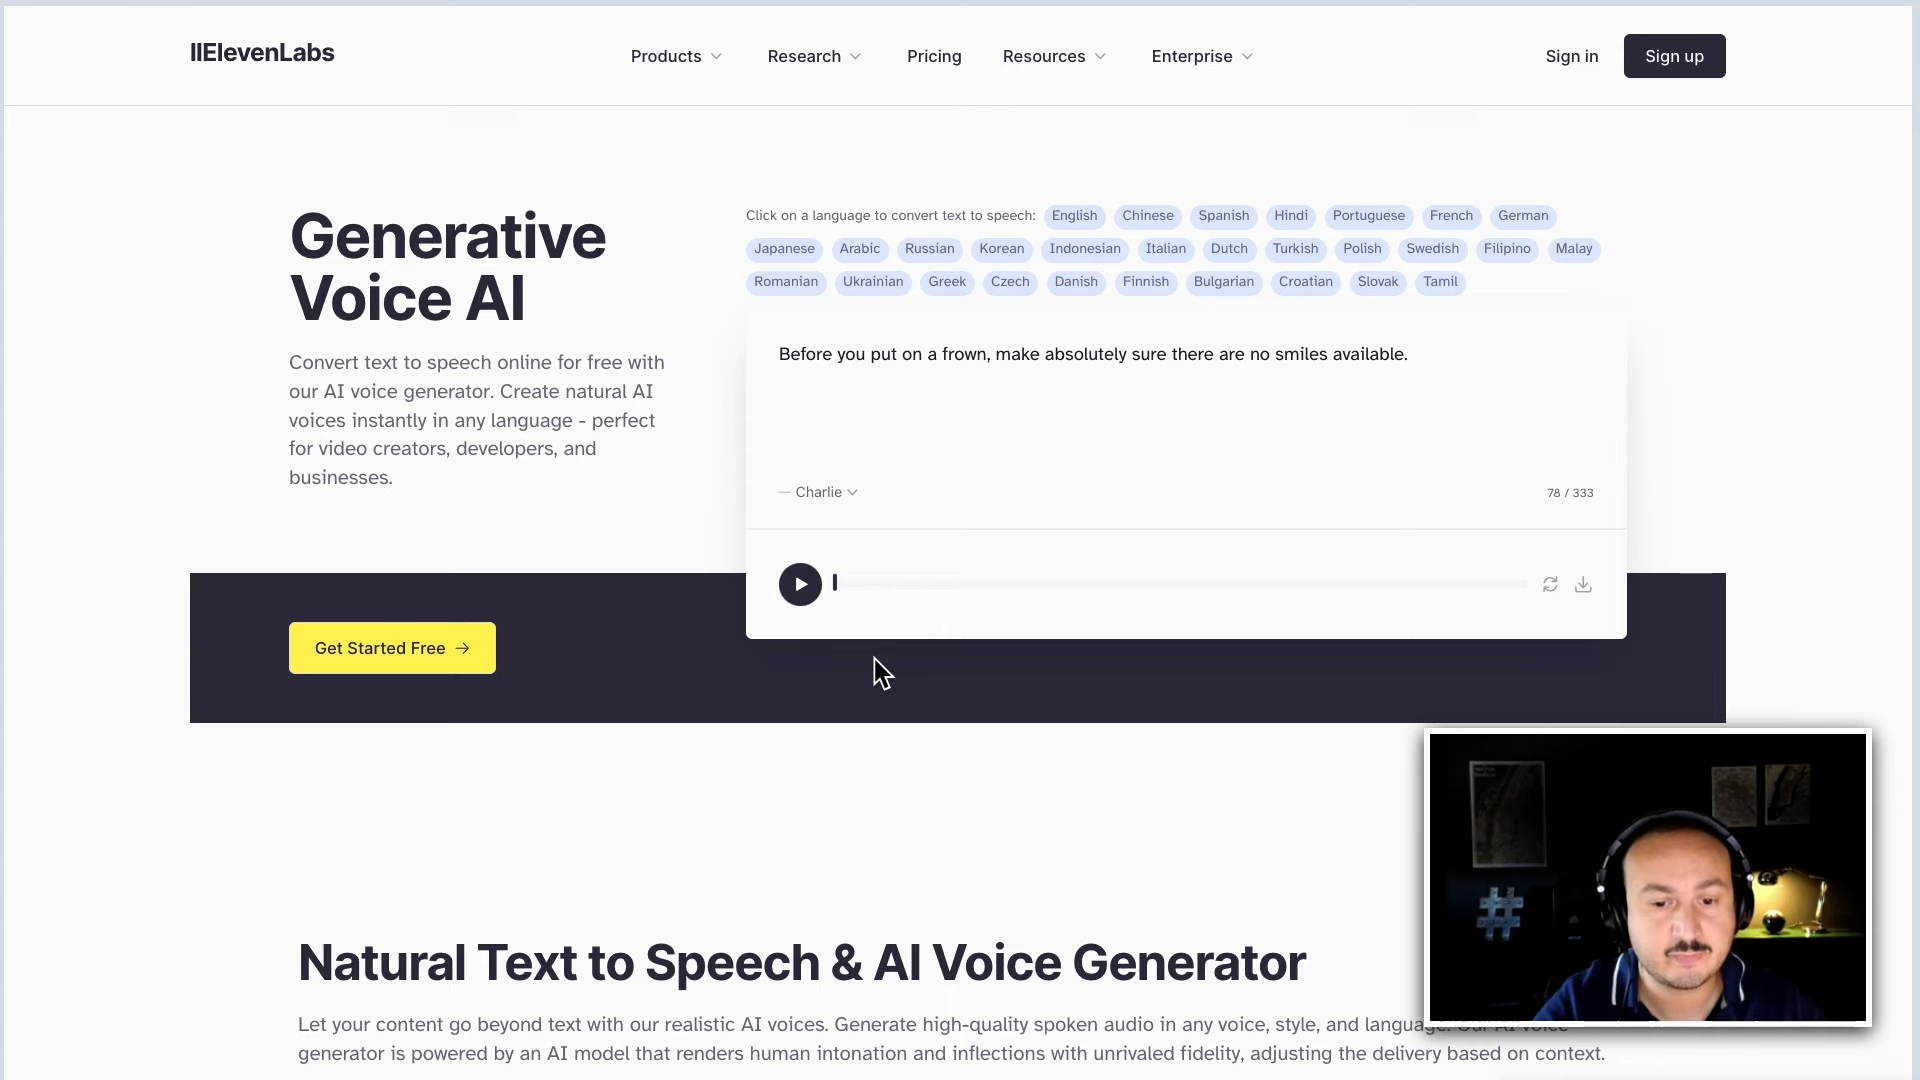 IIElevenLabs
Products
Research
Pricing
Resources
Enterprise
Sign in
Sign up
Generative
Voice AI
Convert text to speech online for free with
our AI voice generator. Create natural AI
voices instantly in any language - perfect
for video creators, developers, and
businesses.
Get Started Free →
Click on a language to convert text to speech: English Chinese Spanish Hindi Portuguese French German
Japanese Arabic Russian Korean Indonesian Italian Dutch Turkish Polish Swedish Filipino Malay
Romanian Ukrainian Greek Czech Danish Finnish Bulgarian Croatian Slovak Tamil
Before you put on a frown, make absolutely sure there are no smiles available.
— Charlie
78 / 333
Natural Text to Speech & AI Voice Generator
Let your content go beyond text with our realistic AI voices. Generate high-quality spoken audio in any voice, style, and language. Our AI voice
generator is powered by an AI model that renders human intonation and inflections with unrivaled fidelity, adjusting the delivery based on context.
#